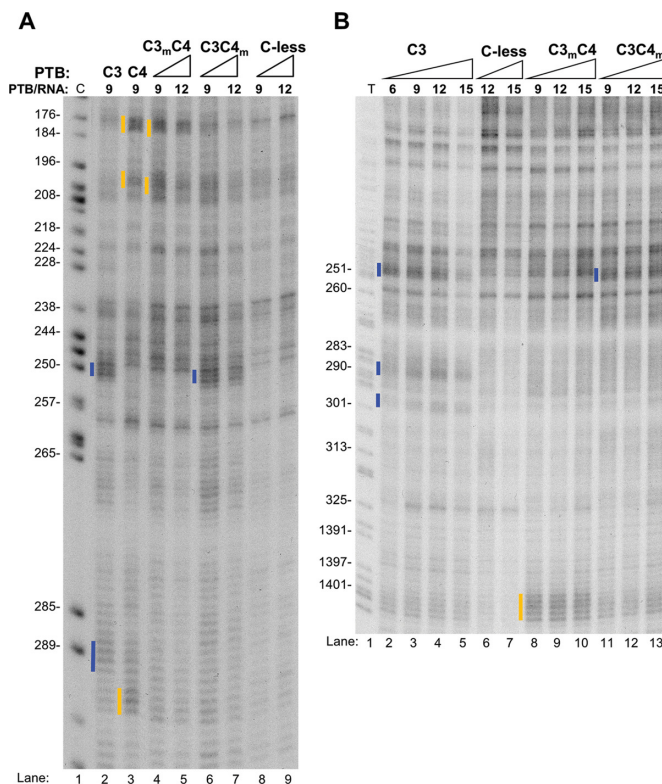 A
C3mC4 C3C4m C-less
PTB: C3 C4
PTB/RNA: C 9 9 9 12 9 12 9 12
176-
184-
196-
208-
218-
224-
228-
238-
244-
250-
257-
265-
285-
289-
Lane: 1 2 3 4 5 6 7 8 9
B
C3 C-less C3mC4 C3C4m
T 6 9 12 15 12 15 9 12 15 9 12 15
251-
260-
283-
290-
301-
313-
325-
1391-
1397-
1401-
Lane: 1 2 3 4 5 6 7 8 9 10 11 12 13